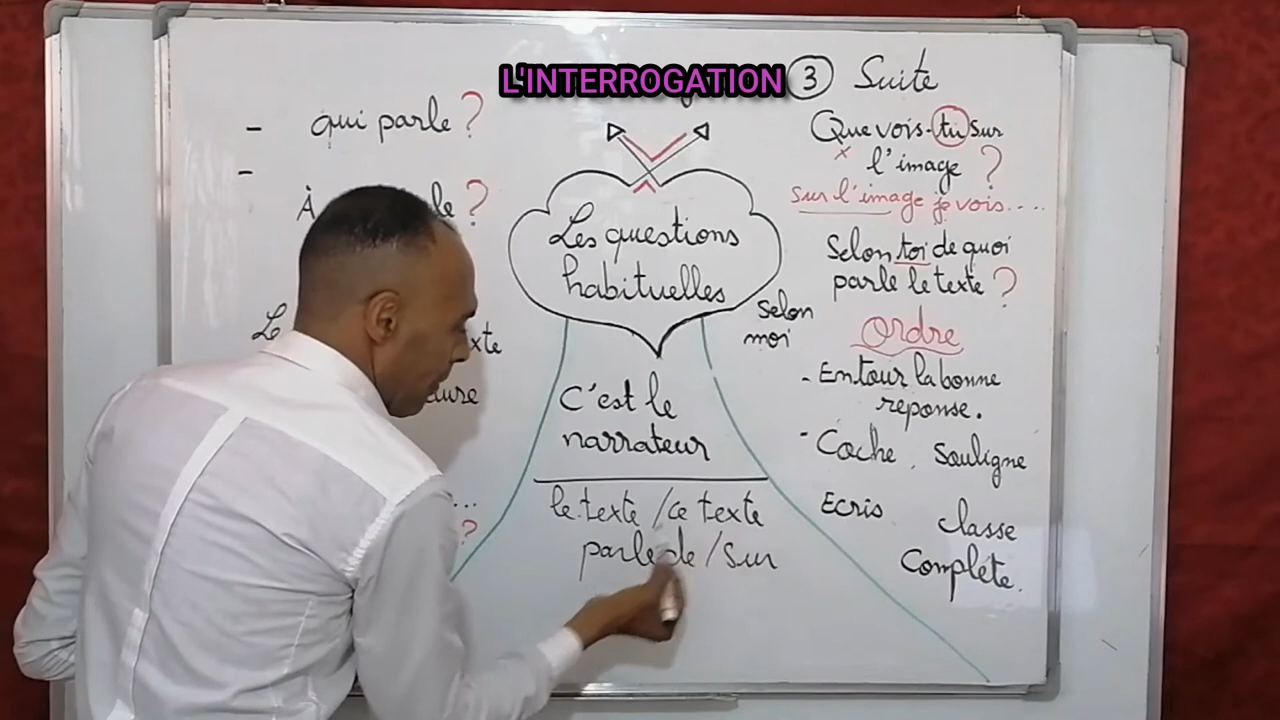 L'INTERROGATION 3 Suite
- qui parle ?
-
À le ?
Le xte
... 
?
Les questions
habituelles
C'est le
narrateur
le texte / ce texte
parle de / sur
Que vois-tu sur
x l'image ?
sur l'image je vois....
Selon toi de quoi
parle le texte ?
Selon
moi
Ordre
- Entour la bonne
reponse.
- Coche, souligne
Ecris classe
Complète.